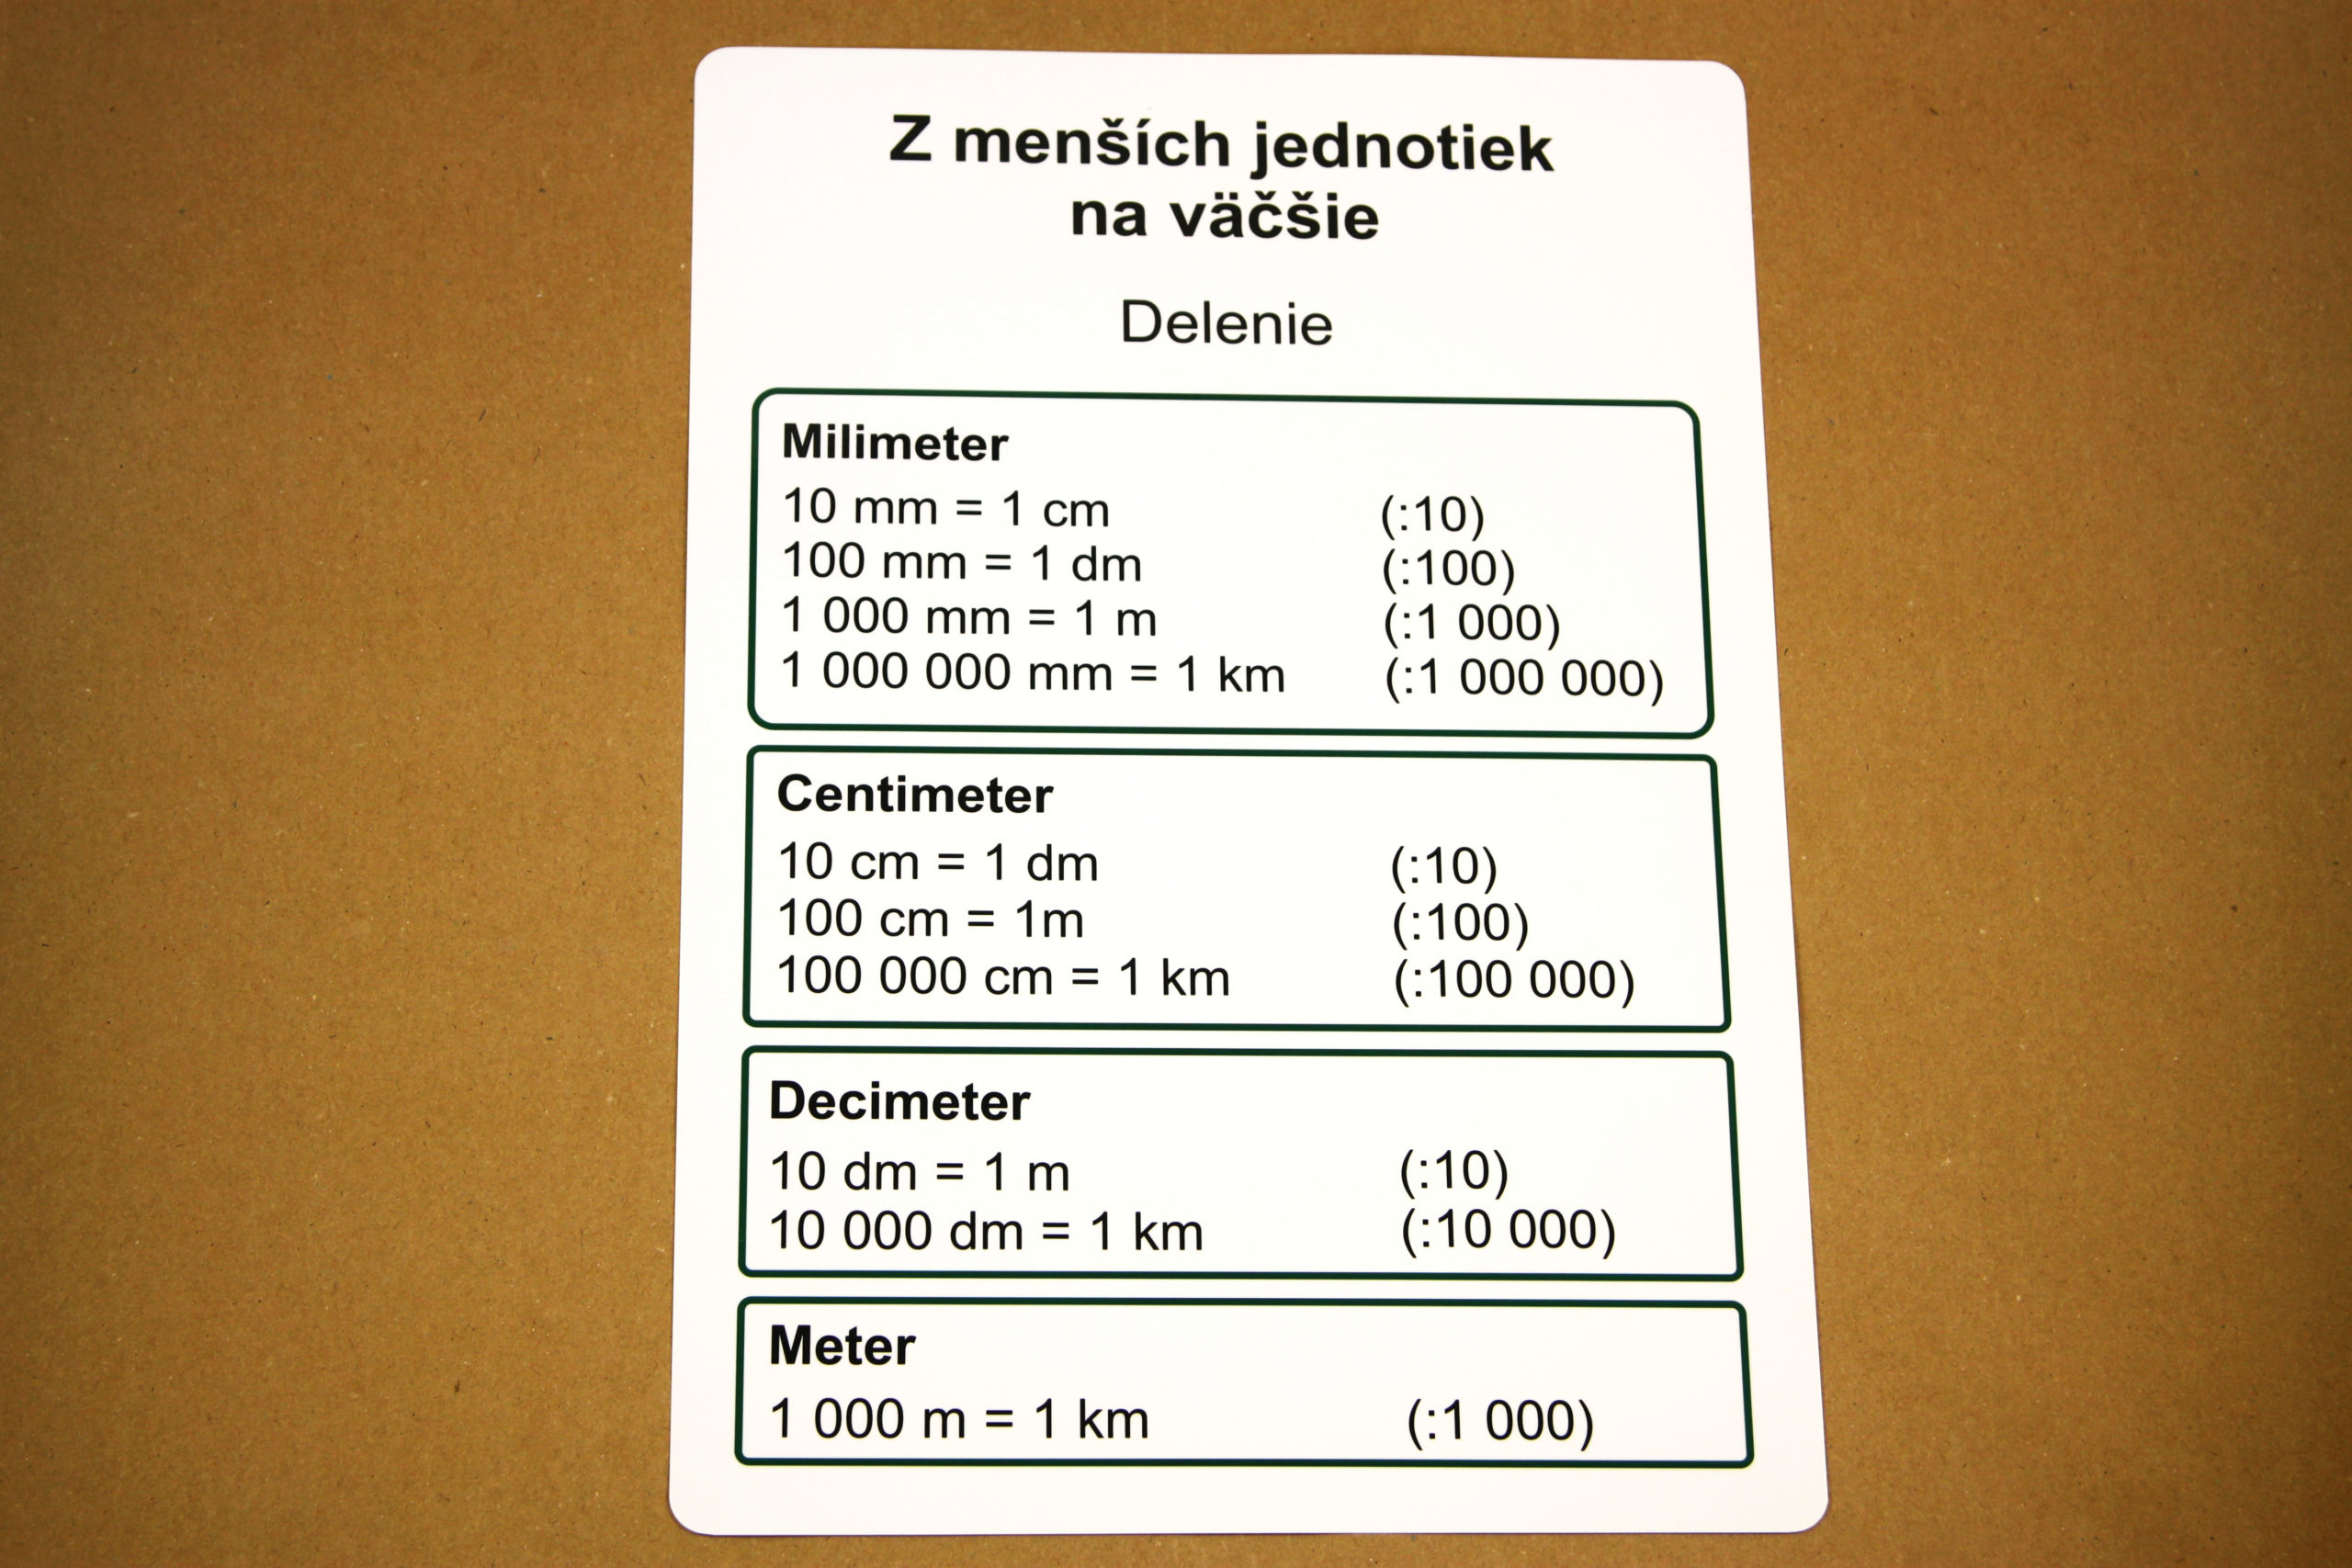 Z menších jednotiek
na väčšie
Delenie
Milimeter
10 mm = 1 cm (:10)
100 mm = 1 dm (:100)
1 000 mm = 1 m (:1 000)
1 000 000 mm = 1 km (:1 000 000)
Centimeter
10 cm = 1 dm (:10)
100 cm = 1m (:100)
100 000 cm = 1 km (:100 000)
Decimeter
10 dm = 1 m (:10)
10 000 dm = 1 km (:10 000)
Meter
1 000 m = 1 km (:1 000)